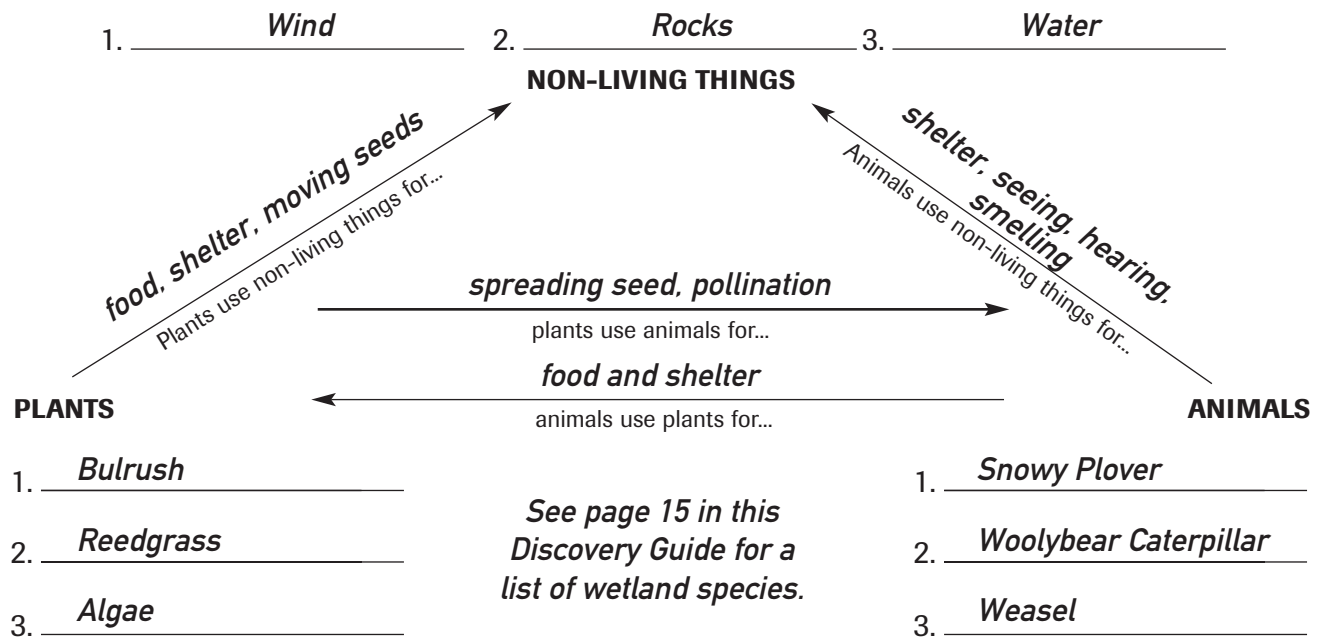 1. Wind 2. Rocks 3. Water
NON-LIVING THINGS
food, shelter, moving seeds
Plants use non-living things for...
shelter, seeing, hearing,
smelling
Animals use non-living things for...
spreading seed, pollination
plants use animals for...
food and shelter
animals use plants for...
PLANTS
1. Bulrush
2. Reedgrass
3. Algae
See page 15 in this
Discovery Guide for a
list of wetland species.
ANIMALS
1. Snowy Plover
2. Woolybear Caterpillar
3. Weasel